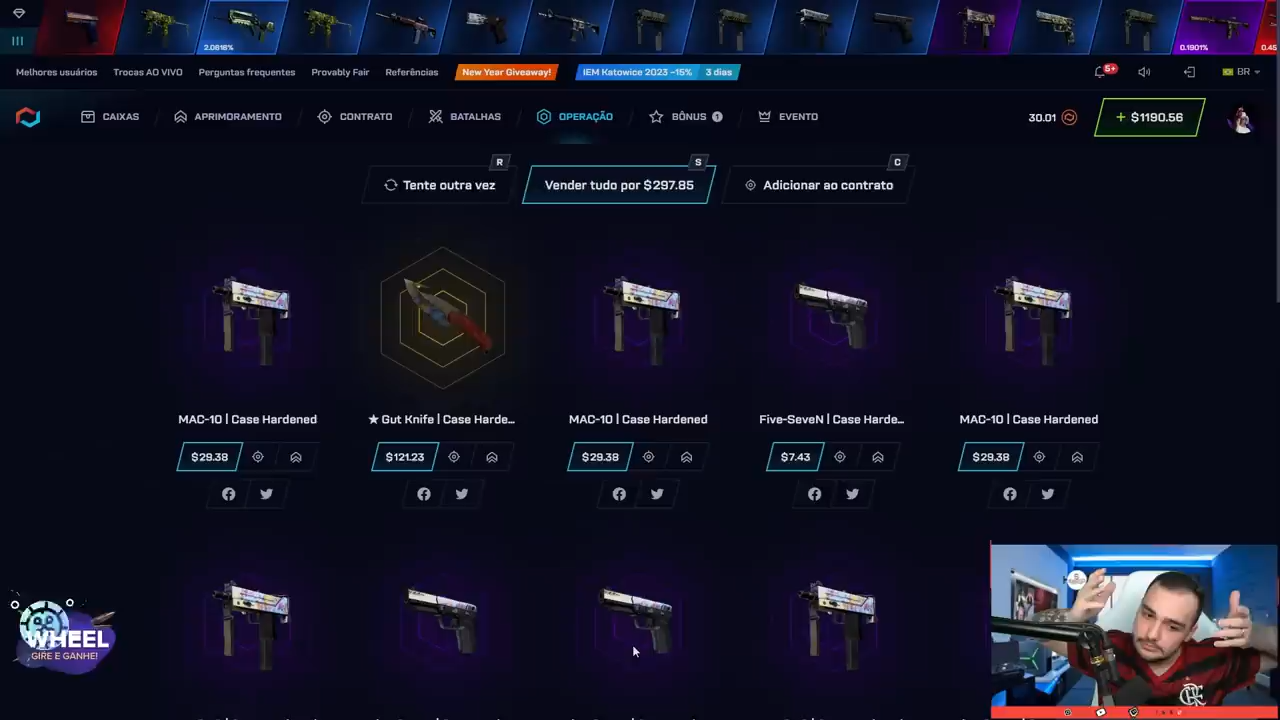 2.0616%
0.1901%
0.45
Melhores usuários Trocas AO VIVO Perguntas frequentes Provably Fair Referências New Year Giveaway! IEM Katowice 2023 ~15% 3 dias 5+ BR
CAIXAS APRIMORAMENTO CONTRATO BATALHAS OPERAÇÃO BÔNUS 1 EVENTO 30.01 + $1190.56
R S C
Tente outra vez Vender tudo por $297.85 Adicionar ao contrato
MAC-10 | Case Hardened ★ Gut Knife | Case Harde... MAC-10 | Case Hardened Five-SeveN | Case Harde... MAC-10 | Case Hardened
$29.38 $121.23 $29.38 $7.43 $29.38
WHEEL
GIRE E GANHE!